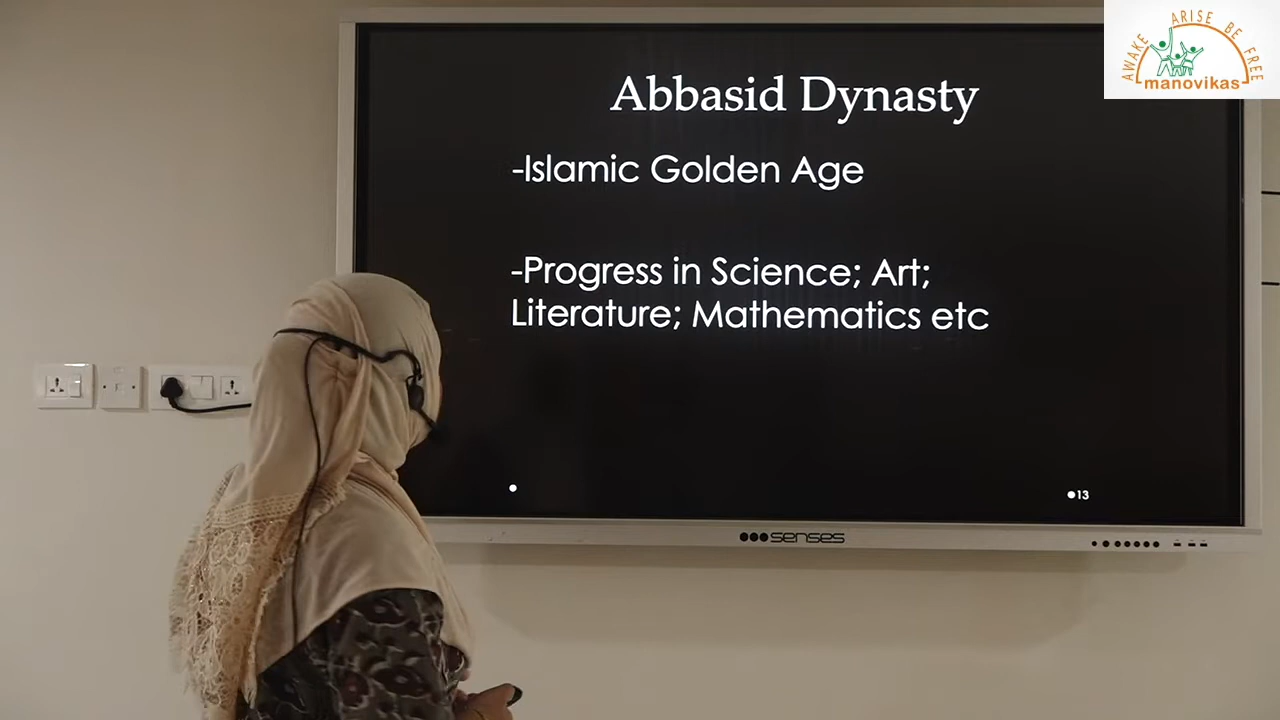 AWAKE ARISE BE FREE
manovikas
Abbasid Dynasty
-Islamic Golden Age
-Progress in Science; Art;
Literature; Mathematics etc
13
senses